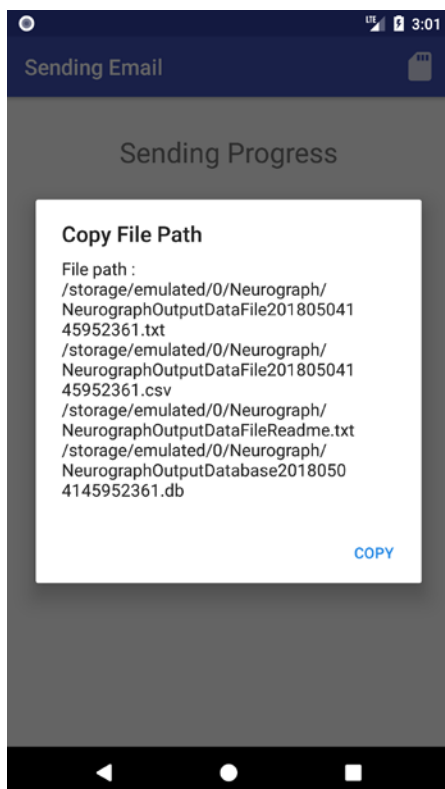 LTE 3:01
Sending Email
Sending Progress
Copy File Path
File path :
/storage/emulated/0/Neurograph/
NeurographOutputDataFile201805041
45952361.txt
/storage/emulated/0/Neurograph/
NeurographOutputDataFile201805041
45952361.csv
/storage/emulated/0/Neurograph/
NeurographOutputDataFileReadme.txt
/storage/emulated/0/Neurograph/
NeurographOutputDatabase2018050
4145952361.db
COPY